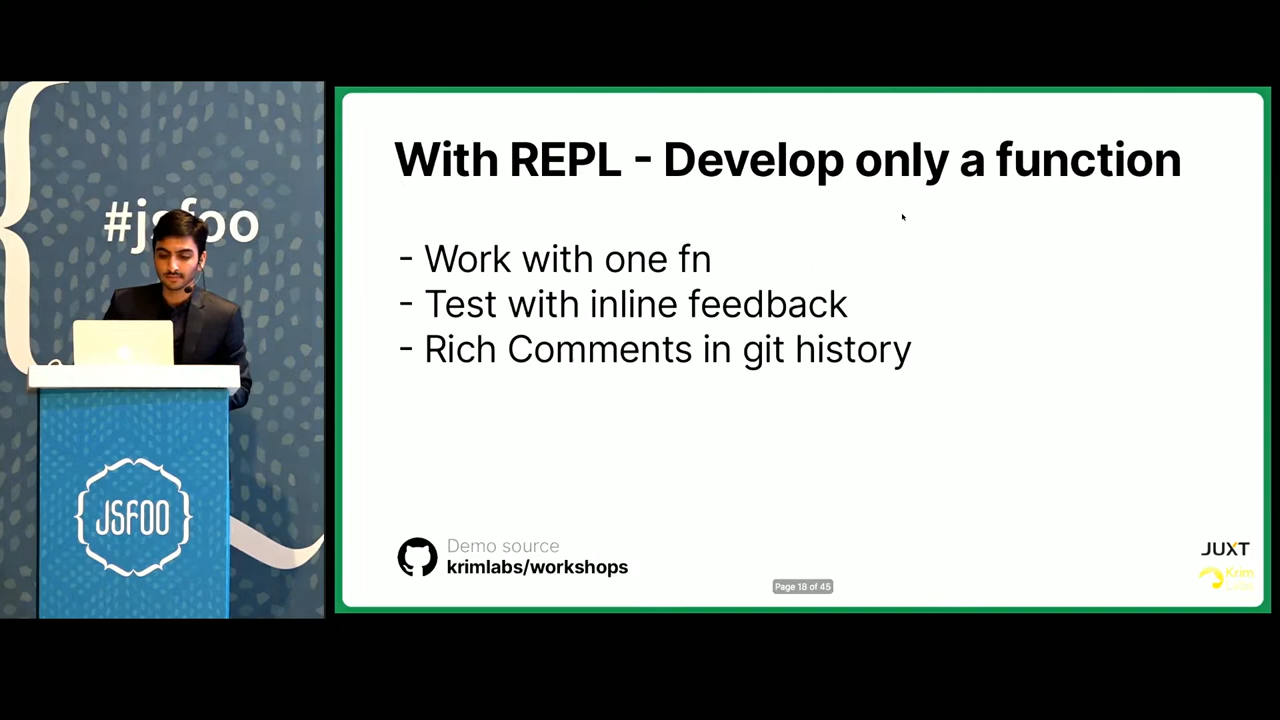 #jsfoo
JSFOO
With REPL - Develop only a function
- Work with one fn
- Test with inline feedback
- Rich Comments in git history
Demo source
krimlabs/workshops
Page 18 of 45
JUXT
Krim